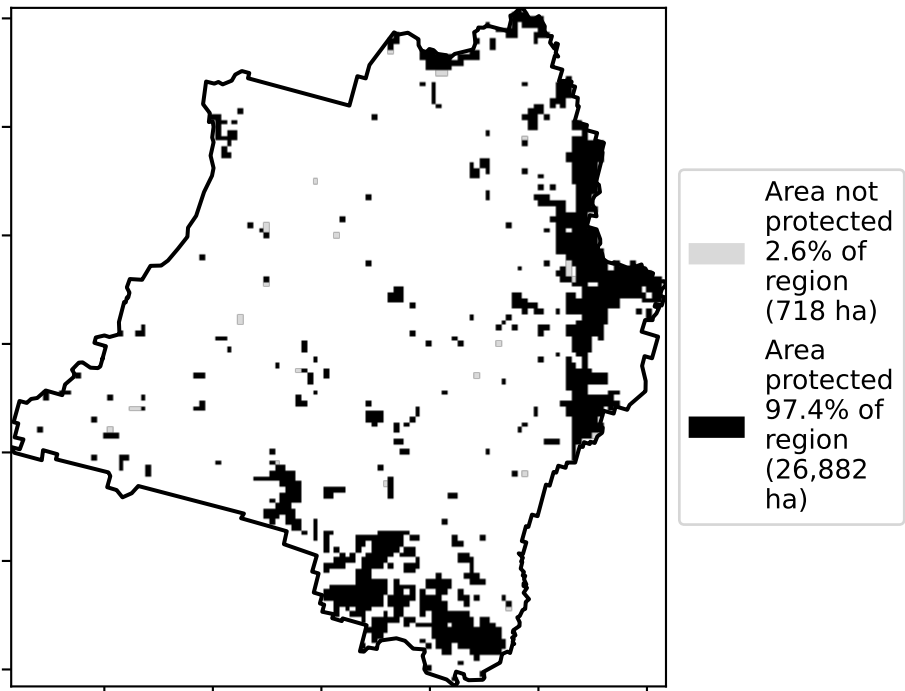 Area not
protected
2.6% of
region
(718 ha)
Area
protected
97.4% of
region
(26,882
ha)